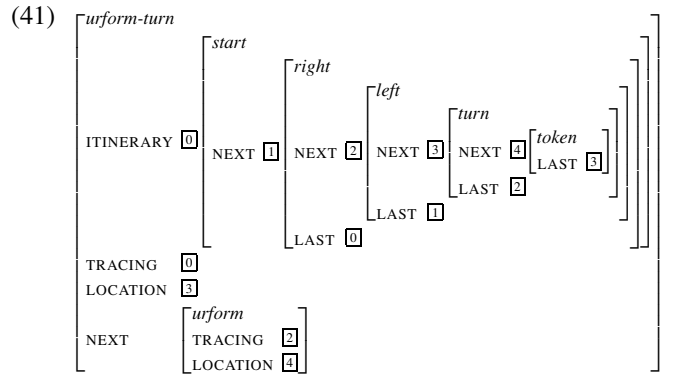 (41)
urform-turn
start
right
left
turn
token
ITINERARY 0 NEXT 1 NEXT 2 NEXT 3 NEXT 4 LAST 3
LAST 2
LAST 1
LAST 0
TRACING 0
LOCATION 3
urform
NEXT TRACING 2
LOCATION 4